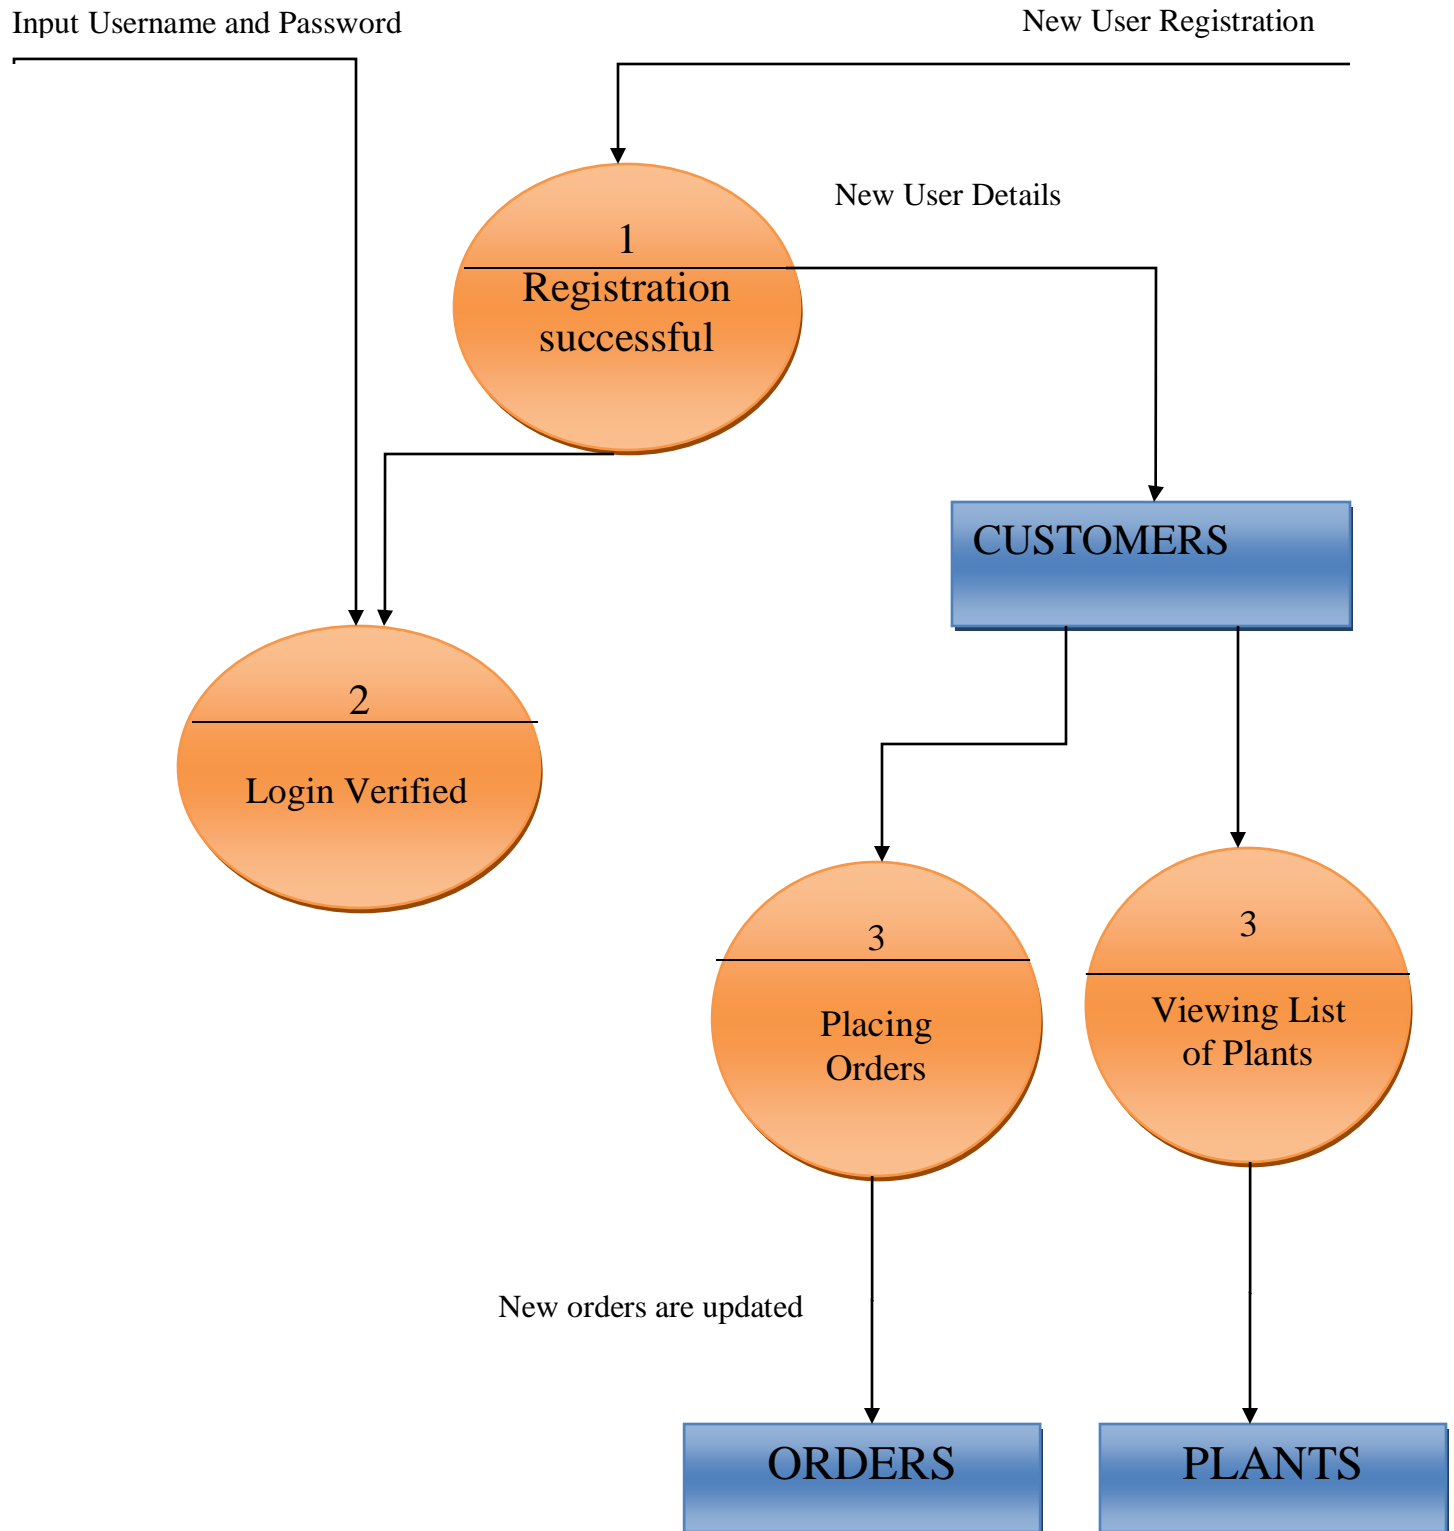 Input Username and Password
New User Registration
New User Details
1
Registration
successful
CUSTOMERS
2
Login Verified
3
Placing
Orders
3
Viewing List
of Plants
New orders are updated
ORDERS
PLANTS